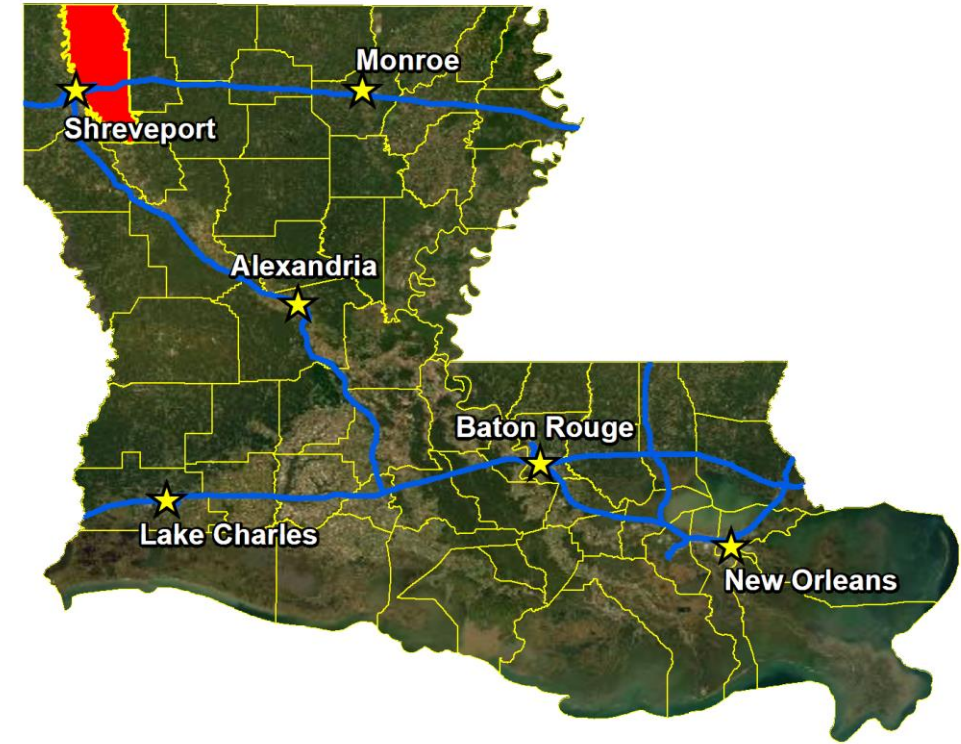 Monroe
Shreveport
Alexandria
Baton Rouge
Lake Charles
New Orleans